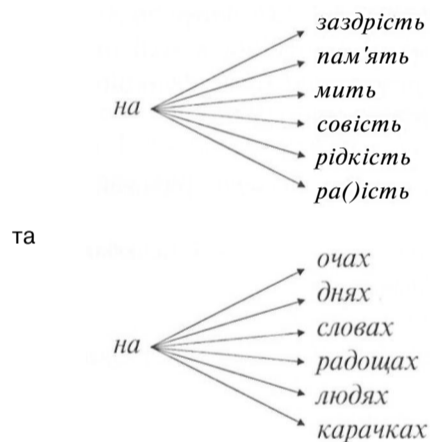 заздрість
пам'ять
на
мить
совість
рідкість
ра()ість
та
очах
днях
на
словах
радощах
людях
карачках